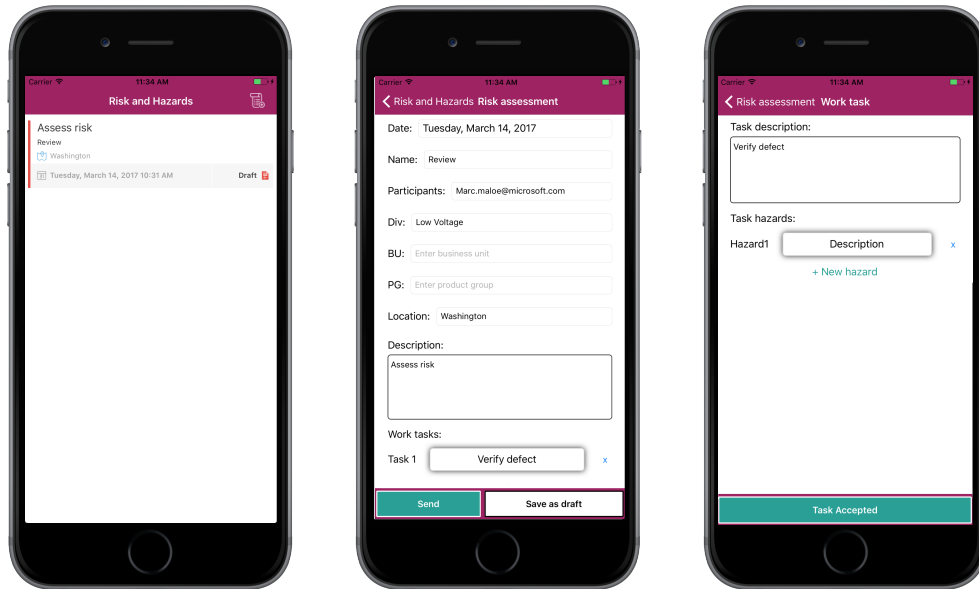 Carrier 11:34 AM
Risk and Hazards
Assess risk
Review
Washington
Tuesday, March 14, 2017 10:31 AM Draft
Carrier 11:34 AM
Risk and Hazards Risk assessment
Date: Tuesday, March 14, 2017
Name: Review
Participants: Marc.maloe@microsoft.com
Div: Low Voltage
BU: Enter business unit
PG: Enter product group
Location: Washington
Description:
Assess risk
Work tasks:
Task 1 Verify defect x
Send Save as draft
Carrier 11:34 AM
Risk assessment Work task
Task description:
Verify defect
Task hazards:
Hazard1 Description x
+ New hazard
Task Accepted